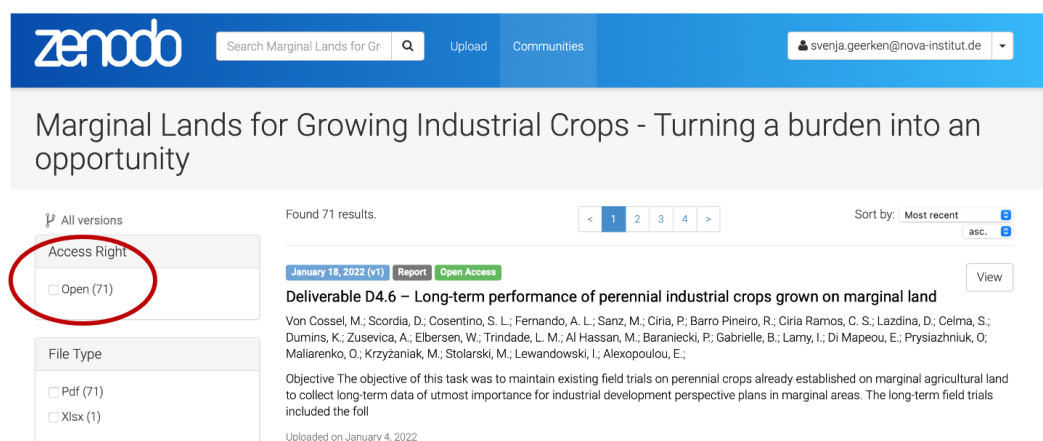 zenodo
Search Marginal Lands for Gr
Upload
Communities
svenja.geerken@nova-institut.de
Marginal Lands for Growing Industrial Crops - Turning a burden into an
opportunity
All versions
Found 71 results.
< 1 2 3 4 >
Sort by: Most recent
asc.
Access Right
Open (71)
File Type
Pdf (71)
Xlsx (1)
January 18, 2022 (v1) Report Open Access
View
Deliverable D4.6 – Long-term performance of perennial industrial crops grown on marginal land
Von Cossel, M.; Scordia, D.; Cosentino, S. L.; Fernando, A. L.; Sanz, M.; Ciria, P.; Barro Pineiro, R.; Ciria Ramos, C. S.; Lazdina, D.; Celma, S.;
Dumins, K.; Zusevica, A.; Elbersen, W.; Trindade, L. M.; Al Hassan, M.; Baraniecki, P.; Gabrielle, B.; Lamy, I.; Di Mapeou, E.; Prysiazhniuk, O;
Maliarenko, O.; Krzyżaniak, M.; Stolarski, M.; Lewandowski, I.; Alexopoulou, E.;
Objective The objective of this task was to maintain existing field trials on perennial crops already established on marginal agricultural land
to collect long-term data of utmost importance for industrial development perspective plans in marginal areas. The long-term field trials
included the foll
Uploaded on January 4, 2022